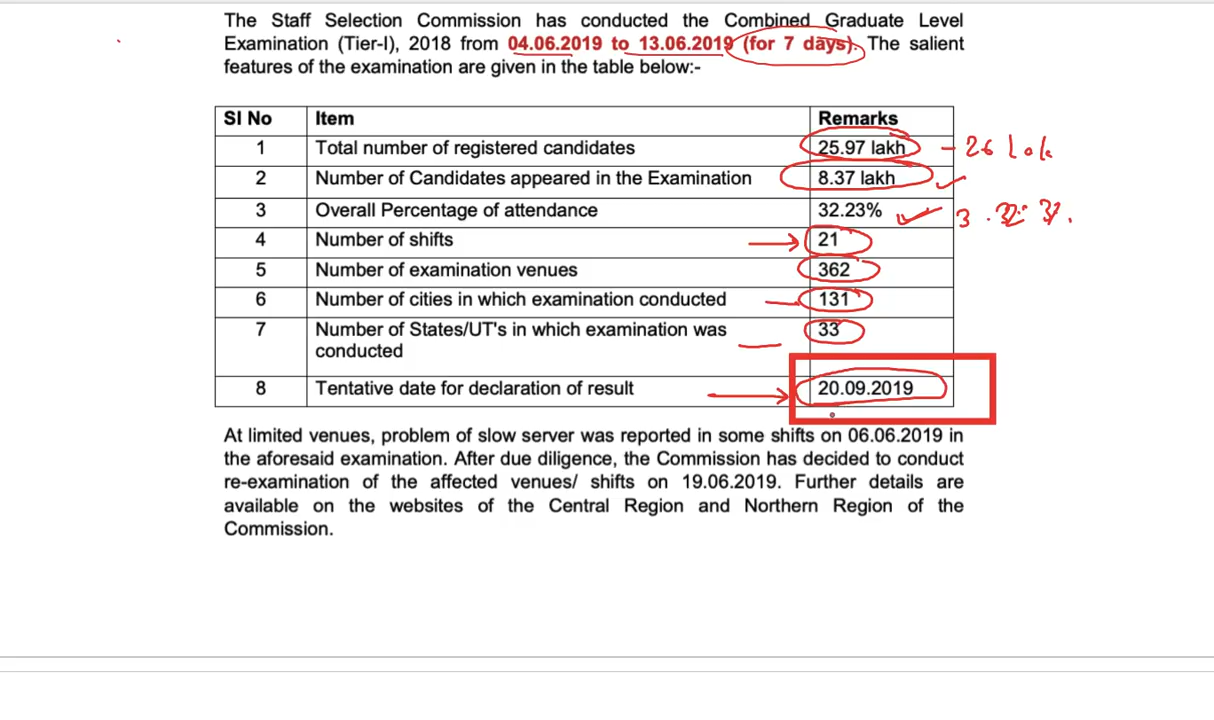 The Staff Selection Commission has conducted the Combined Graduate Level
Examination (Tier-I), 2018 from 04.06.2019 to 13.06.2019 (for 7 days). The salient
features of the examination are given in the table below:-
Sl No Item Remarks
1 Total number of registered candidates 25.97 lakh - 26 lak
2 Number of Candidates appeared in the Examination 8.37 lakh
3 Overall Percentage of attendance 32.23%
4 Number of shifts 21
5 Number of examination venues 362
6 Number of cities in which examination conducted 131
7 Number of States/UT's in which examination was 33
conducted
8 Tentative date for declaration of result 20.09.2019
At limited venues, problem of slow server was reported in some shifts on 06.06.2019 in
the aforesaid examination. After due diligence, the Commission has decided to conduct
re-examination of the affected venues/ shifts on 19.06.2019. Further details are
available on the websites of the Central Region and Northern Region of the
Commission.